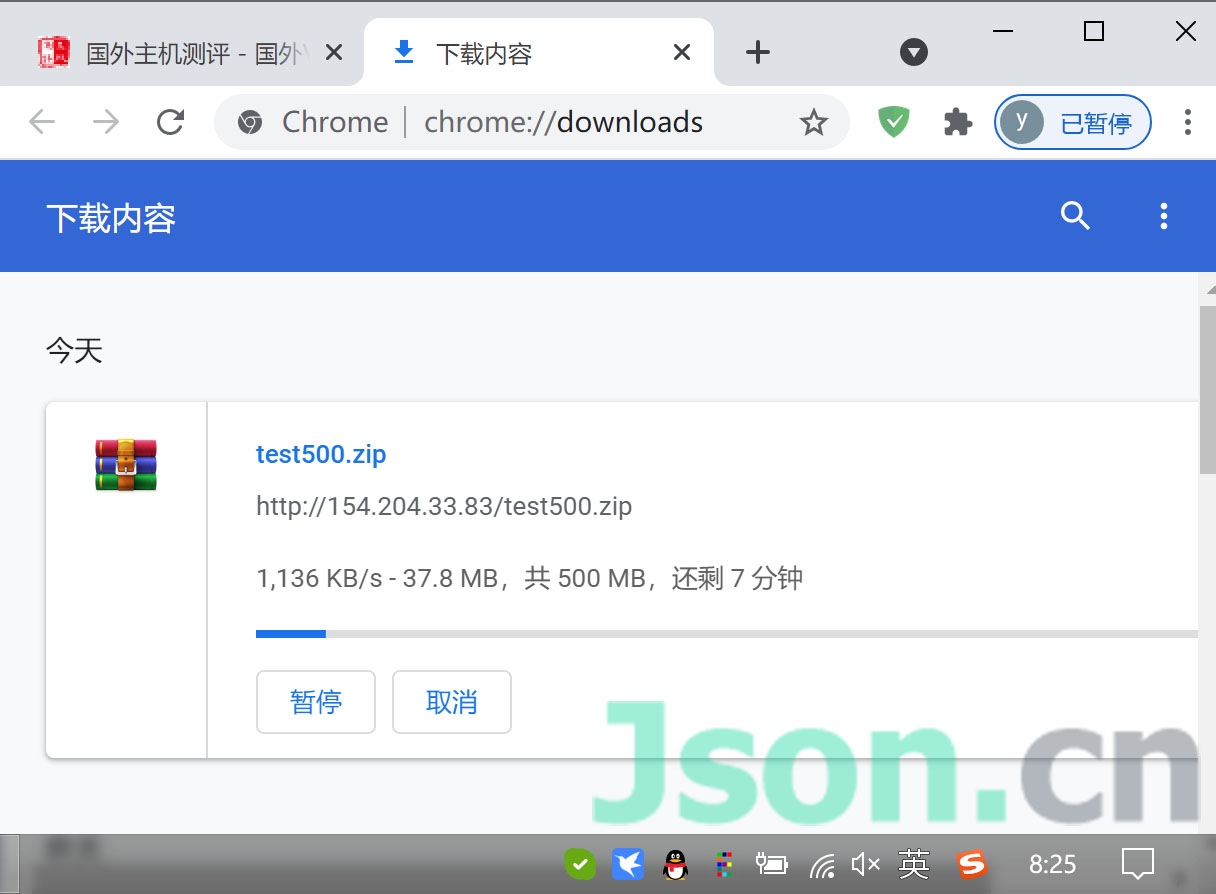 国外主机测评 - 国外
下载内容
Chrome
chrome://downloads
y
已暂停
下载内容
今天
test500.zip
http://154.204.33.83/test500.zip
1,136 KB/s - 37.8 MB，共 500 MB，还剩 7 分钟
暂停
取消
Json.cn
英
S
8:25